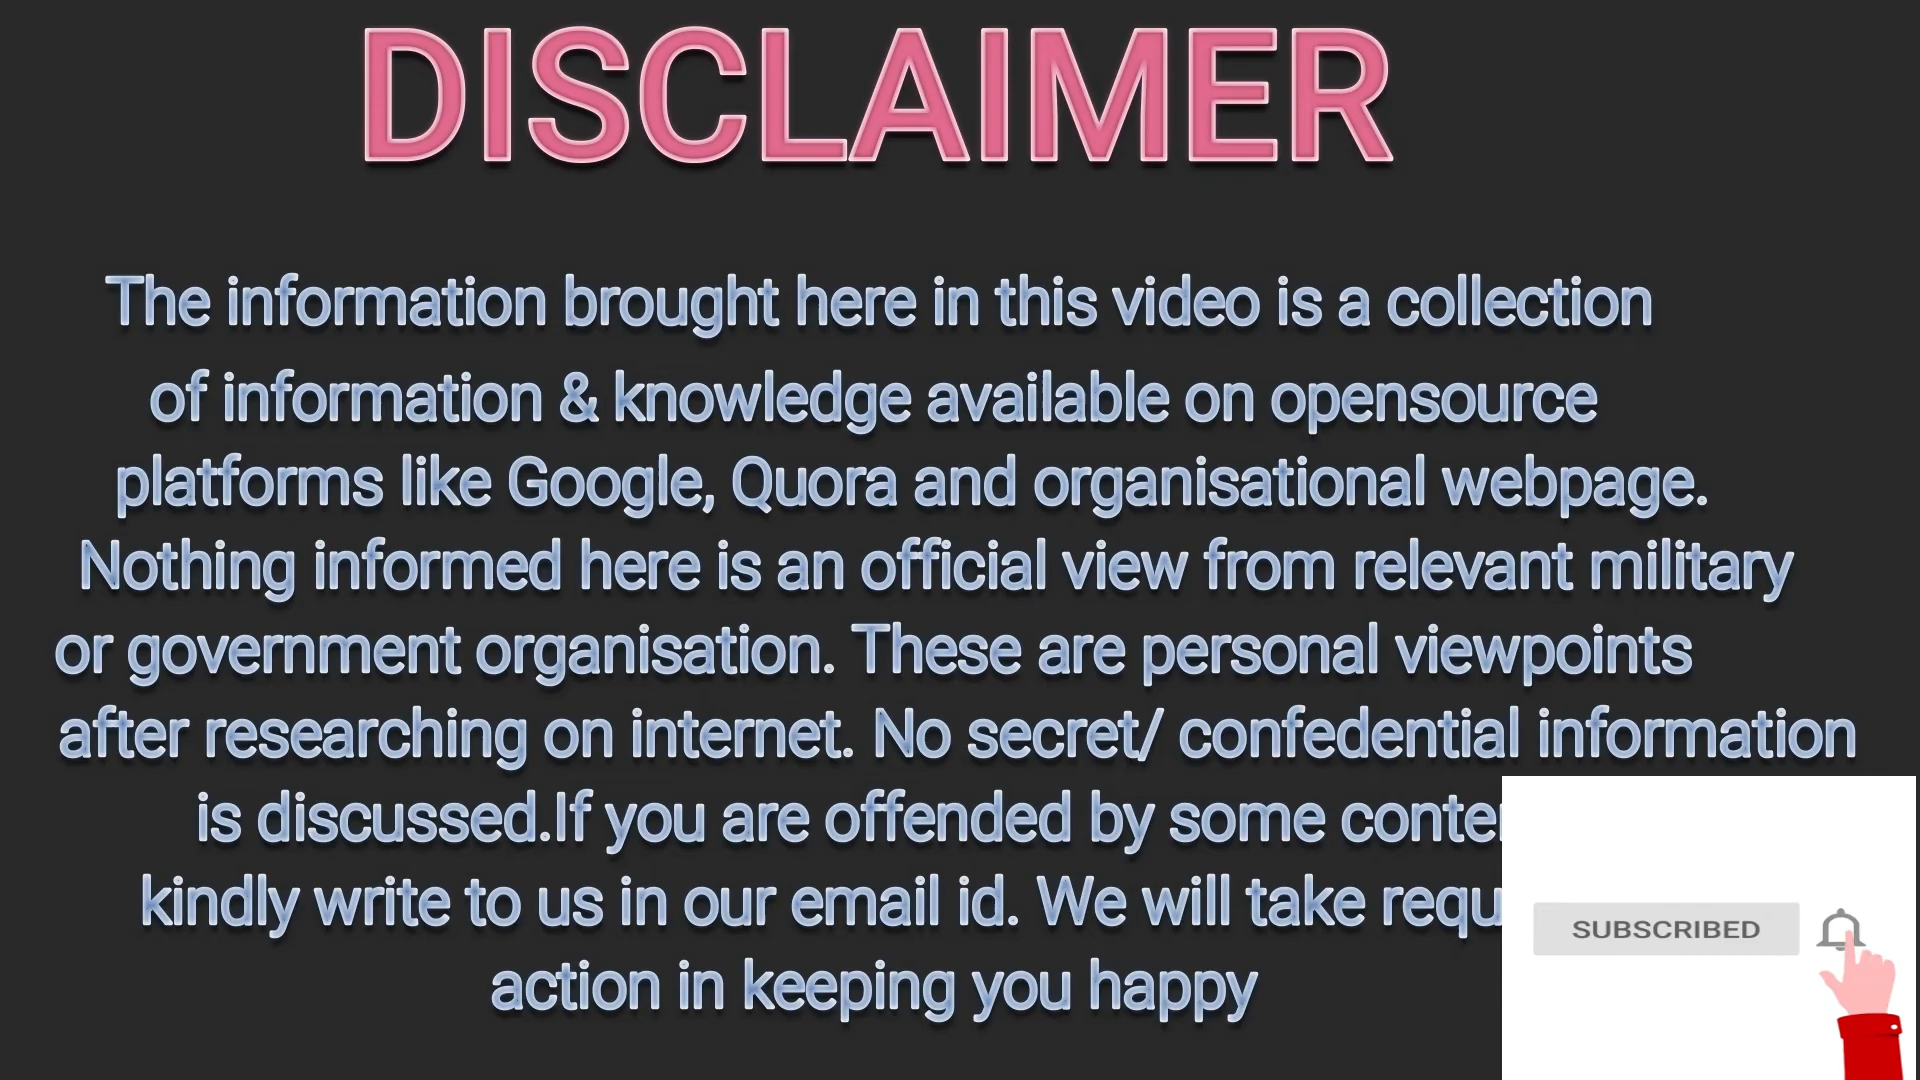 DISCLAIMER
The information brought here in this video is a collection
of information & knowledge available on opensource
platforms like Google, Quora and organisational webpage.
Nothing informed here is an official view from relevant military
or government organisation. These are personal viewpoints
after researching on internet. No secret/ confedential information
is discussed.If you are offended by some
kindly write to us in our email id. We will take
action in keeping you happy
SUBSCRIBED